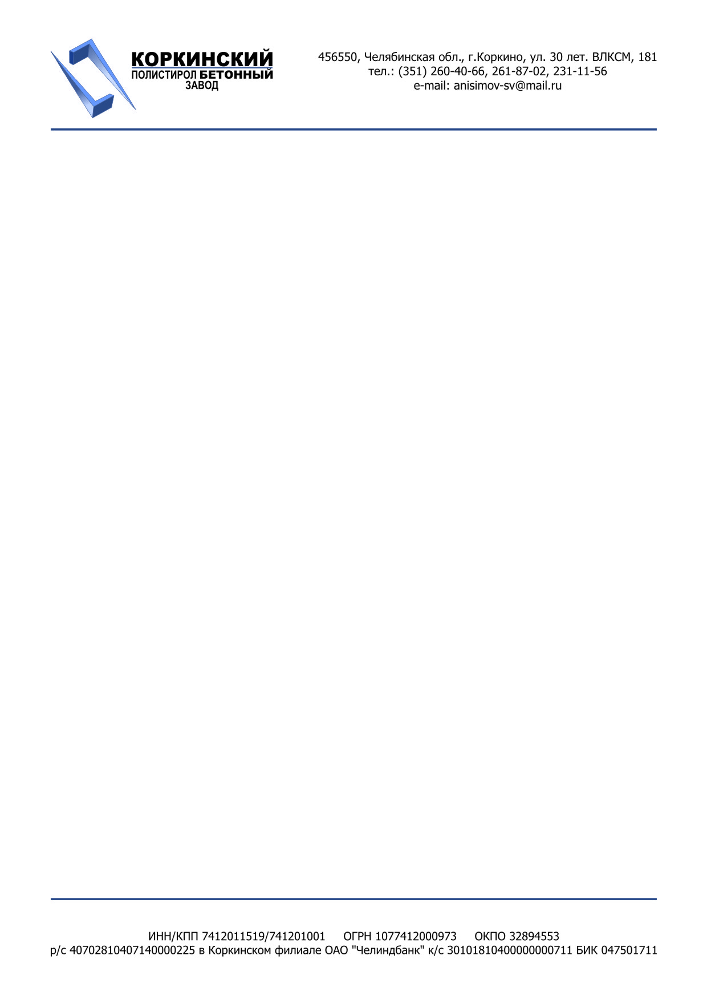 КОРКИНСКИЙ
ПОЛИСТИРОЛ БЕТОННЫЙ
ЗАВОД
456550, Челябинская обл., г.Коркино, ул. 30 лет. ВЛКСМ, 181
тел.: (351) 260-40-66, 261-87-02, 231-11-56
e-mail: anisimov-sv@mail.ru
ИНН/КПП 7412011519/741201001 ОГРН 1077412000973 ОКПО 32894553
р/с 40702810407140000225 в Коркинском филиале ОАО "Челиндбанк" к/с 30101810400000000711 БИК 047501711